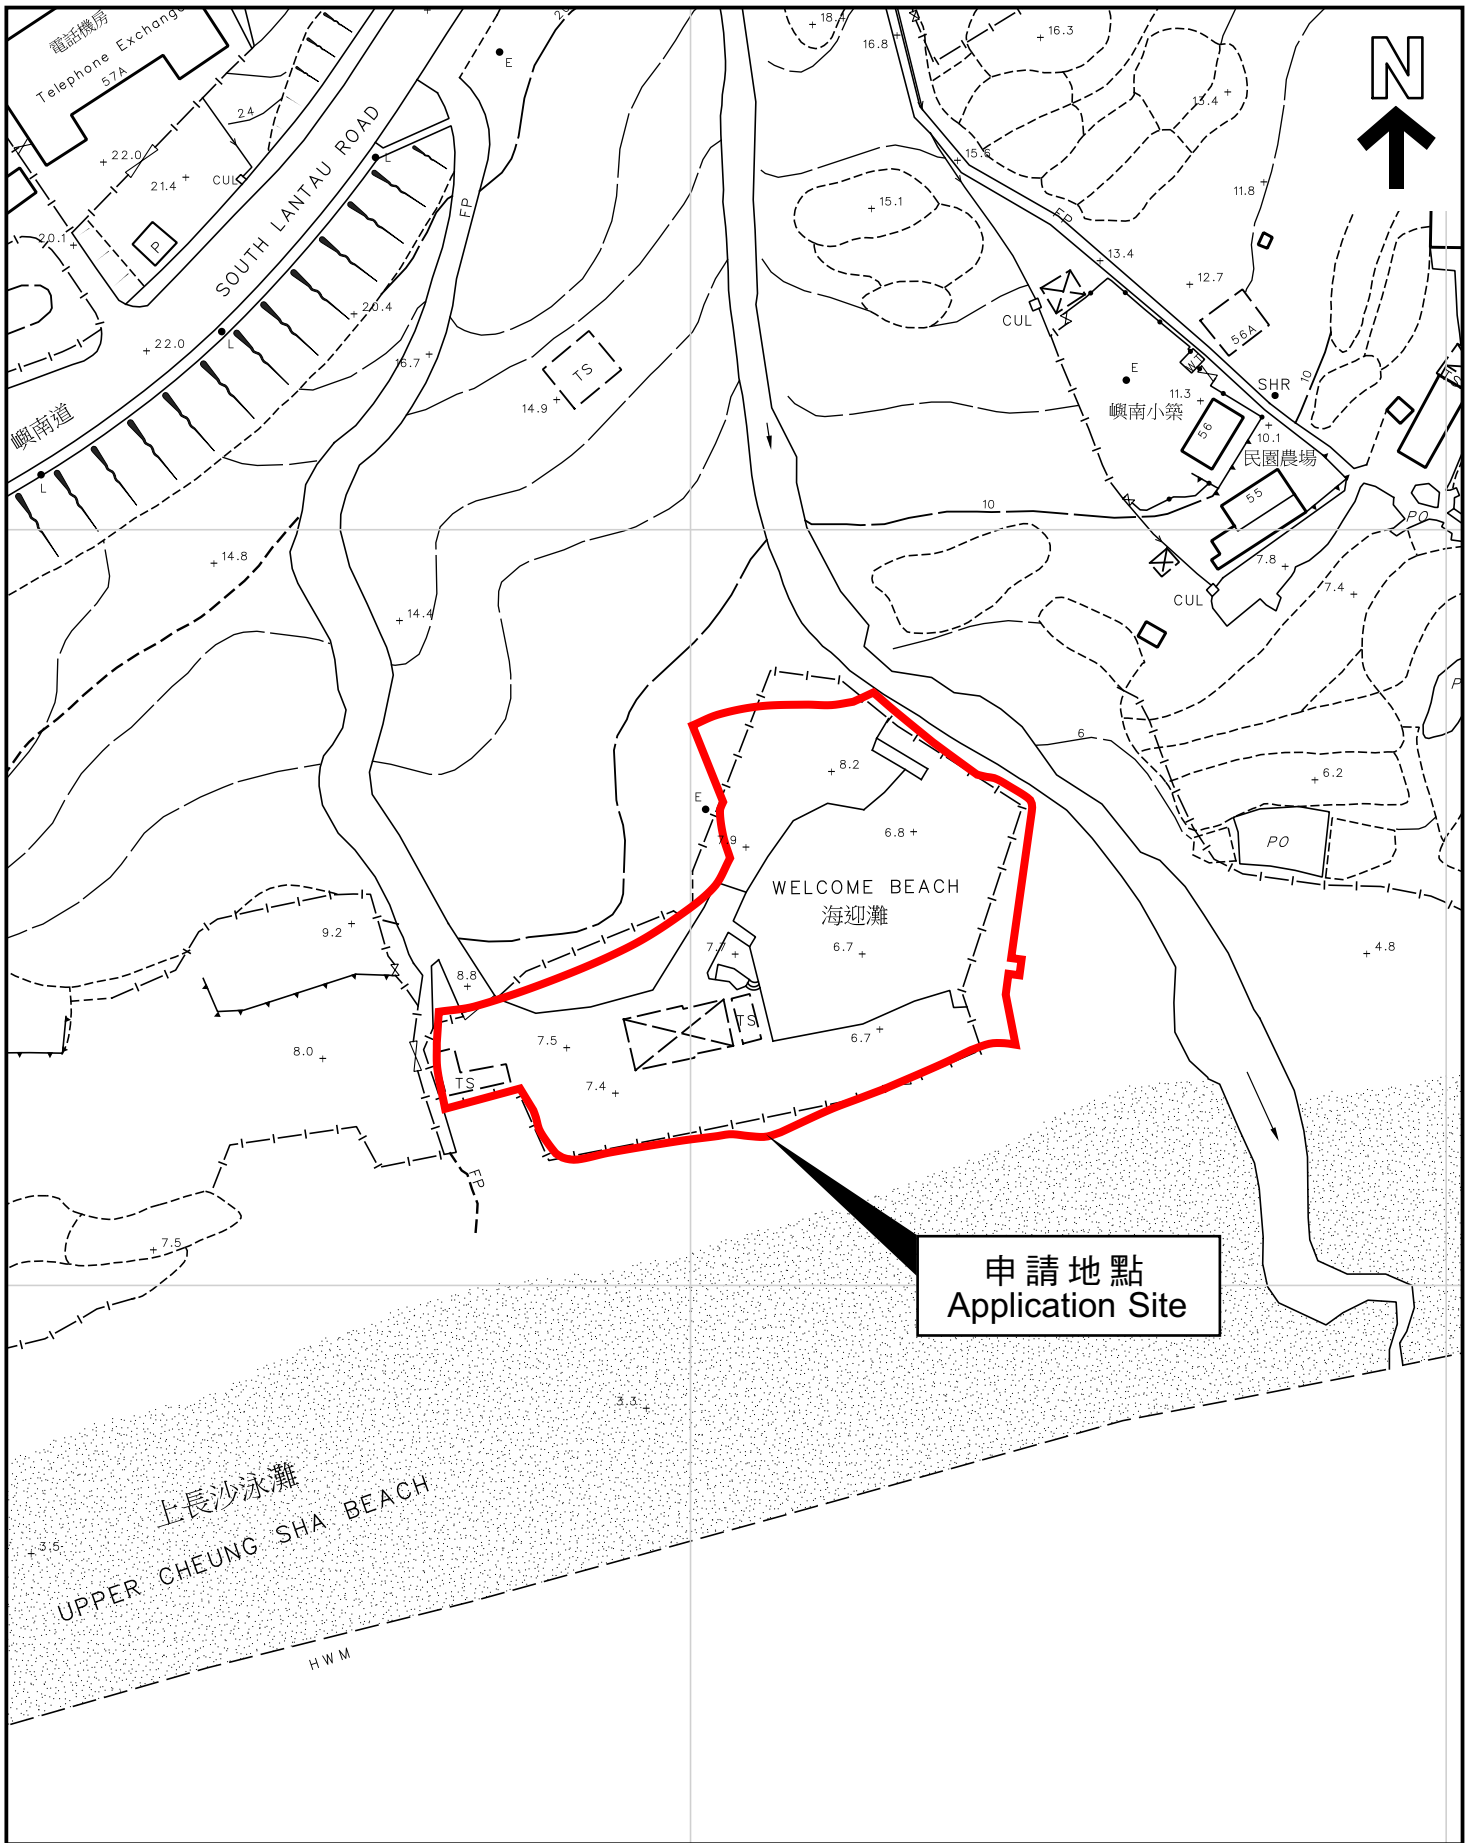 電話機房
Telephone Exchange
57A
24
22.0
21.4
CUL
20.1
P
SOUTH LANTAU ROAD
嶼南道
L
L
L
22.0
20.4
16.7
FP
E
TS
14.9
14.8
14.4
18.4
16.8
16.3
13.4
15.6
15.1
11.8
FP
13.4
12.7
CUL
56A
W
E
11.3
SHR
10
嶼南小築
56
10.1
民園農場
55
10
7.8
CUL
7.4
PO
TS
N
6
6.2
PO
4.8
8.2
E
7.9
6.8
WELCOME BEACH
海迎灘
7.7
6.7
9.2
8.8
8.0
7.5
TS
6.7
TS
7.4
FP
7.5
申請地點
Application Site
3.3
上長沙泳灘
UPPER CHEUNG SHA BEACH
3.5
HWM